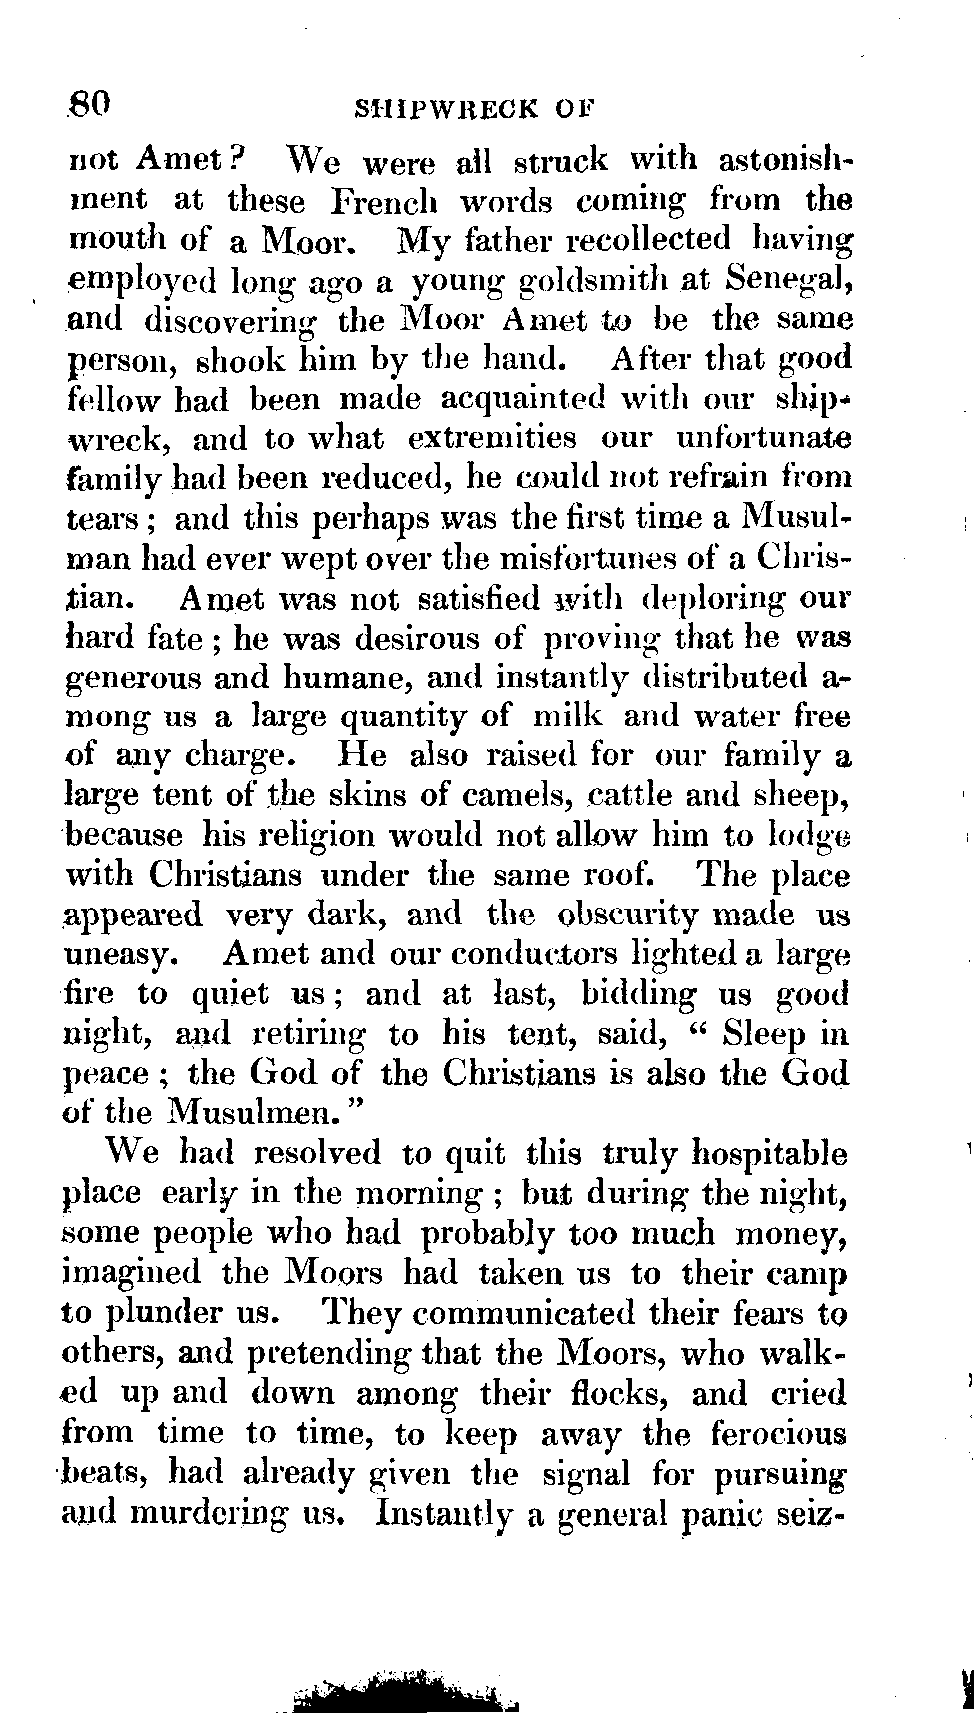 80 SHIPWRECK OF
not Amet? We were all struck with astonish-
ment at these French words coming from the
mouth of a Moor. My father recollected having
employed long ago a young goldsmith at Senegal,
and discovering the Moor Amet to be the same
person, shook him by the hand. After that good
fellow had been made acquainted with our ship-
wreck, and to what extremities our unfortunate
family had been reduced, he could not refrain from
tears; and this perhaps was the first time a Musul-
man had ever wept over the misfortunes of a Chris-
tian. Amet was not satisfied with deploring our
hard fate; he was desirous of proving that he was
generous and humane, and instantly distributed a-
mong us a large quantity of milk and water free
of any charge. He also raised for our family a
large tent of the skins of camels, cattle and sheep,
because his religion would not allow him to lodge
with Christians under the same roof. The place
appeared very dark, and the obscurity made us
uneasy. Amet and our conductors lighted a large
fire to quiet us; and at last, bidding us good
night, and retiring to his tent, said, “ Sleep in
peace; the God of the Christians is also the God
of the Musulmen.”
We had resolved to quit this truly hospitable
place early in the morning; but during the night,
some people who had probably too much money,
imagined the Moors had taken us to their camp
to plunder us. They communicated their fears to
others, and pretending that the Moors, who walk-
ed up and down among their flocks, and cried
from time to time, to keep away the ferocious
beats, had already given the signal for pursuing
and murdering us. Instantly a general panic seiz-